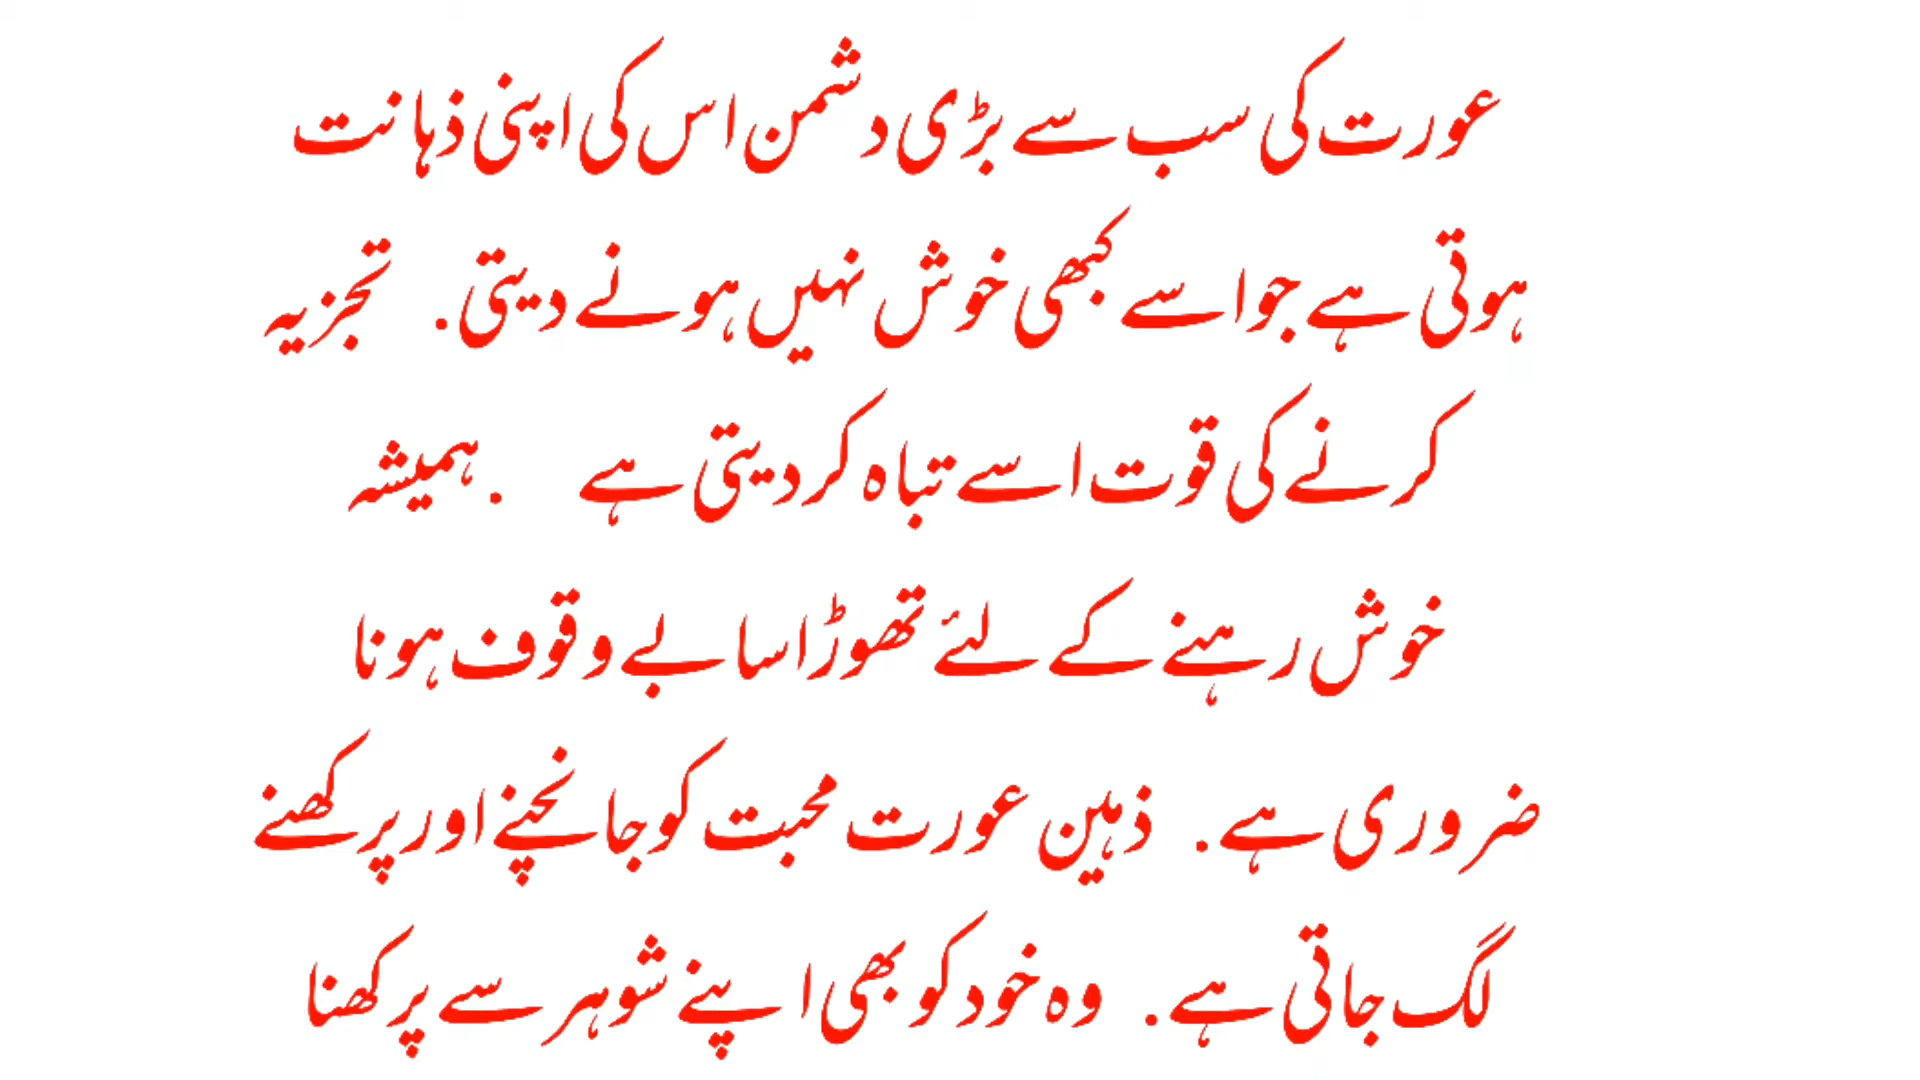 عورت کی سب سے بڑی دشمن اس کی اپنی ذہانت
ہوتی ہے جو اسے کبھی خوش نہیں ہونے دیتی. تجزیہ
کرنے کی قوت اسے تباہ کر دیتی ہے .ہمیشہ
خوش رہنے کے لئے تھوڑا سا بے وقوف ہونا
ضروری ہے. ذہین عورت محبت کو جانچنے اور پرکھنے
لگ جاتی ہے. وہ خود کو بھی اپنے شوہر سے پرکھنا